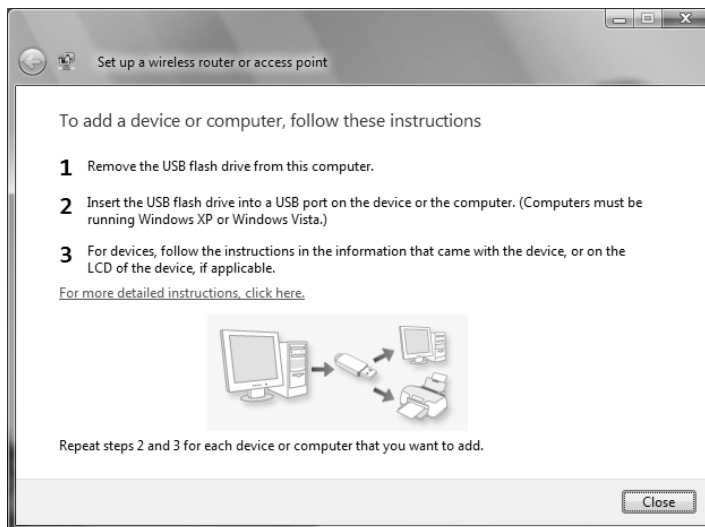 Set up a wireless router or access point
To add a device or computer, follow these instructions
1 Remove the USB flash drive from this computer.
2 Insert the USB flash drive into a USB port on the device or the computer. (Computers must be
running Windows XP or Windows Vista.)
3 For devices, follow the instructions in the information that came with the device, or on the
LCD of the device, if applicable.
For more detailed instructions, click here.
Repeat steps 2 and 3 for each device or computer that you want to add.
Close